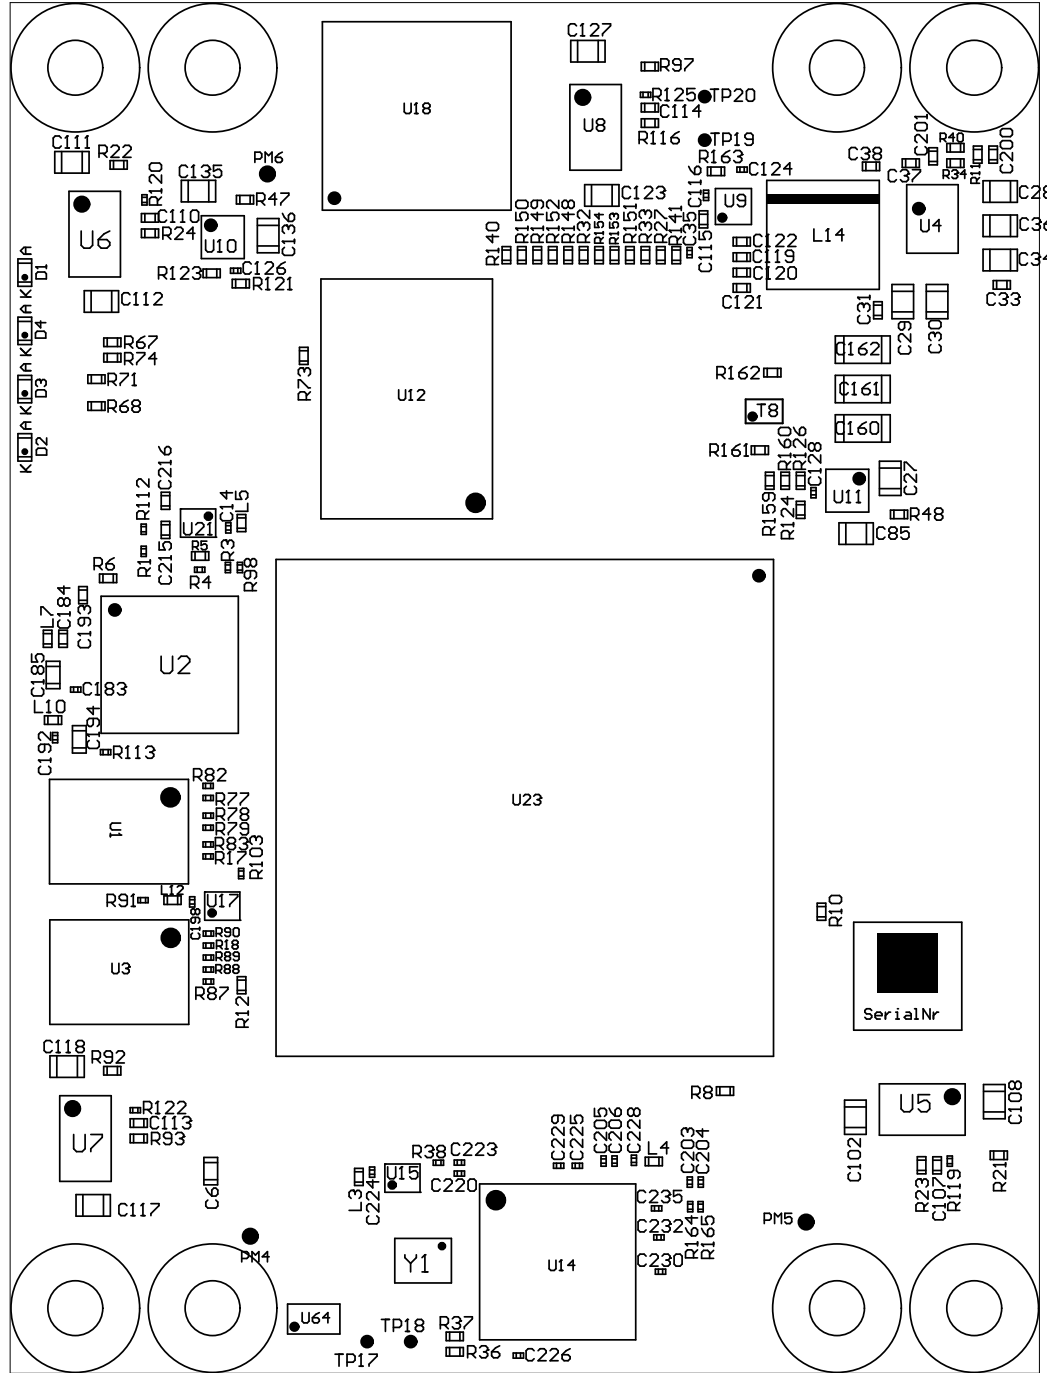 C127
R97
U18
R125
TP20
C114
U8
R116
TP19
C201
R40
C200
C111
R22
PM6
R163
C124
C38
C37
R34
R11
R120
C135
R47
C123
C116
U9
C28
C110
R24
U6
U10
C136
C115
L14
U4
C36
R140
R150
R149
R152
R148
R32
R154
R153
R151
R33
R27
R141
C35
C122
C119
C120
C121
C34
C33
A
D1
K
R123
C126
R121
C112
C31
C29
C30
A
D4
K
R67
R74
C162
R73
A
D3
K
R71
U12
R162
C161
R68
T8
A
D2
K
C160
R161
R160
R126
C128
C216
R112
C14
L5
R159
R124
U11
C27
R48
U21
C85
R1
C215
R5
R3
R4
R98
R6
L7
C184
C193
U2
C185
C183
L10
C194
C192
R113
R82
R77
R78
R79
R83
R17
R103
U1
U23
R91
L12
C198
U17
R10
R90
R18
R89
R88
R87
U3
R12
SerialNr
C118
R92
R8
U5
C108
R122
C113
R93
U7
C102
R23
C107
R119
R21
C229
C225
C205
C206
C228
L4
C203
C204
R38
C223
C220
U15
L3
C224
C6
C117
C235
C232
C230
R164
R165
PM5
PM4
Y1
U14
U64
TP18
R37
R36
TP17
C226